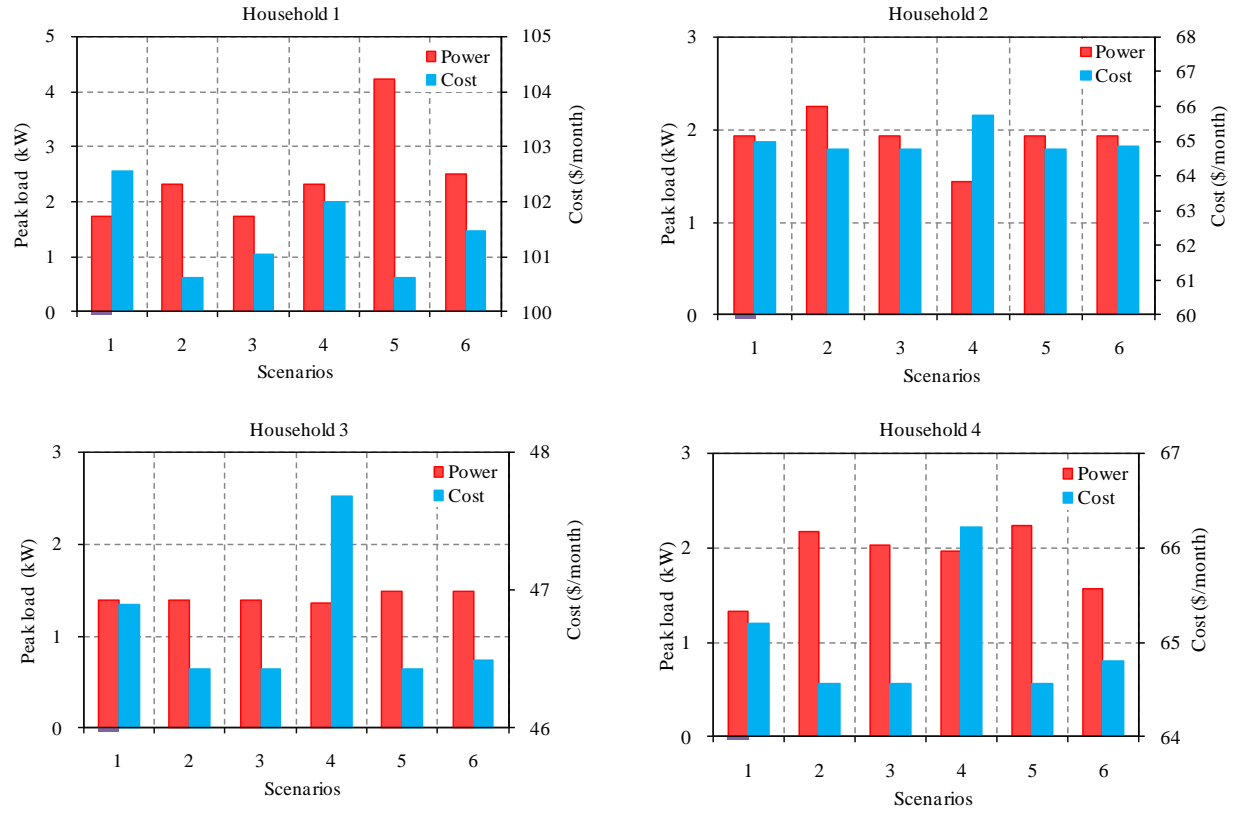 Household 1
5
4
3
2
1
0
Peak load (kW)
105
104
103
102
101
100
Cost ($/month)
Power
Cost
1 2 3 4 5 6
Scenarios
Household 2
3
2
1
0
Peak load (kW)
68
67
66
65
64
63
62
61
60
Cost ($/month)
Power
Cost
1 2 3 4 5 6
Scenarios
Household 3
3
2
1
0
Peak load (kW)
48
47
46
Cost ($/month)
Power
Cost
1 2 3 4 5 6
Scenarios
Household 4
3
2
1
0
Peak load (kW)
67
66
65
64
Cost ($/month)
Power
Cost
1 2 3 4 5 6
Scenarios